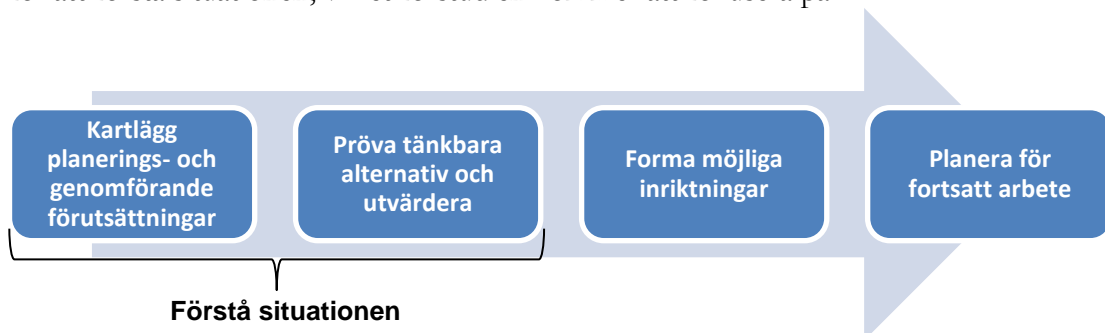 Kartlägg
planerings- och
genomförande
förutsättningar
Pröva tänkbara
alternativ och
utvärdera
Forma möjliga
inriktningar
Planera för
fortsatt arbete
Förstå situationen